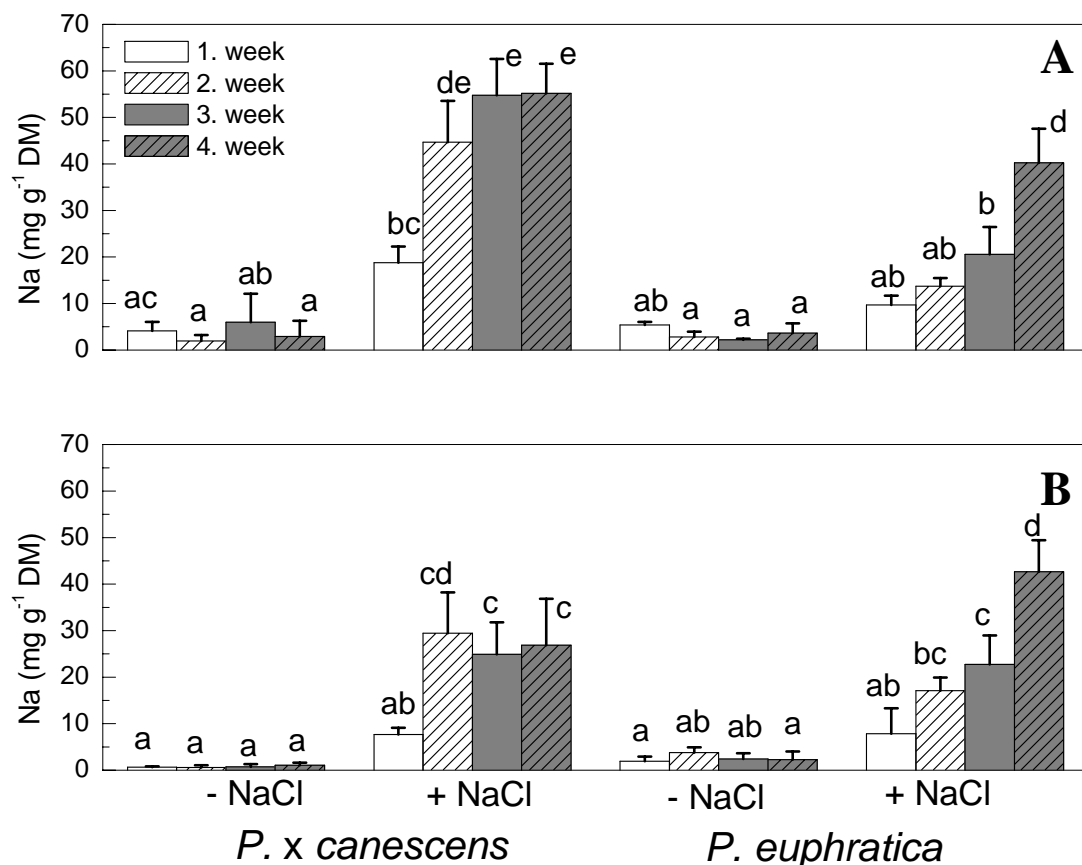 70
60
50
40
30
20
10
0
Na (mg g⁻¹ DM)
1. week
2. week
3. week
4. week
A
ac a ab a
bc de e e
ab a a a
ab ab b d
70
60
50
40
30
20
10
0
Na (mg g⁻¹ DM)
B
a a a a
ab cd c c
a ab ab a
ab bc c d
- NaCl + NaCl - NaCl + NaCl
P. x canescens P. euphratica